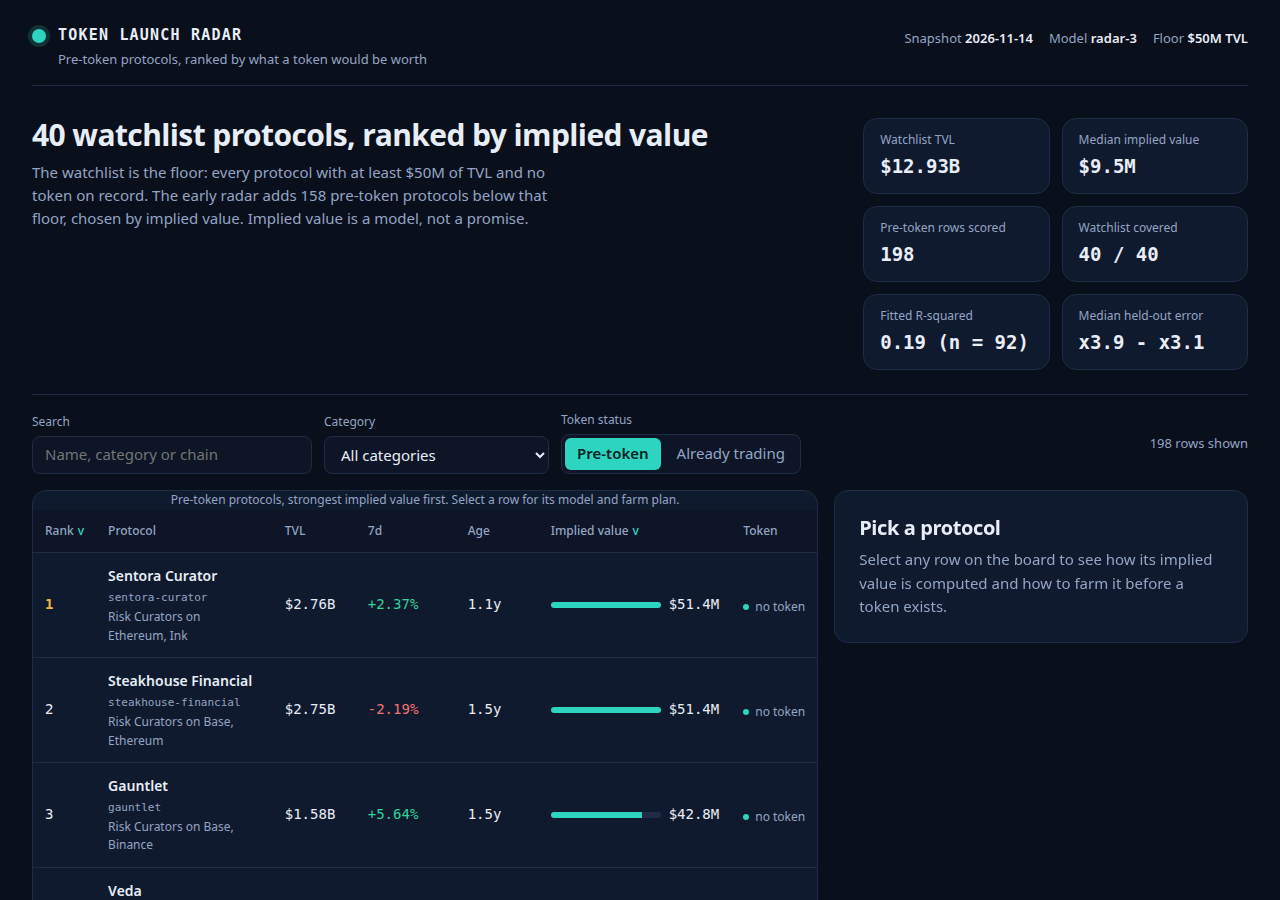 TOKEN LAUNCH RADAR
Pre-token protocols, ranked by what a token would be worth
Snapshot 2026-11-14 Model radar-3 Floor $50M TVL
40 watchlist protocols, ranked by implied value
The watchlist is the floor: every protocol with at least $50M of TVL and no
token on record. The early radar adds 158 pre-token protocols below that
floor, chosen by implied value. Implied value is a model, not a promise.
Watchlist TVL
$12.93B
Median implied value
$9.5M
Pre-token rows scored
198
Watchlist covered
40 / 40
Fitted R-squared
0.19 (n = 92)
Median held-out error
x3.9 - x3.1
Search
Name, category or chain
Category
All categories
Token status
Pre-token Already trading
198 rows shown
Pre-token protocols, strongest implied value first. Select a row for its model and farm plan.
Rank v Protocol TVL 7d Age Implied value v Token
1 Sentora Curator
sentora-curator
Risk Curators on
Ethereum, Ink
$2.76B +2.37% 1.1y $51.4M no token
2 Steakhouse Financial
steakhouse-financial
Risk Curators on Base,
Ethereum
$2.75B -2.19% 1.5y $51.4M no token
3 Gauntlet
gauntlet
Risk Curators on Base,
Binance
$1.58B +5.64% 1.5y $42.8M no token
Veda
Pick a protocol
Select any row on the board to see how its implied
value is computed and how to farm it before a
token exists.